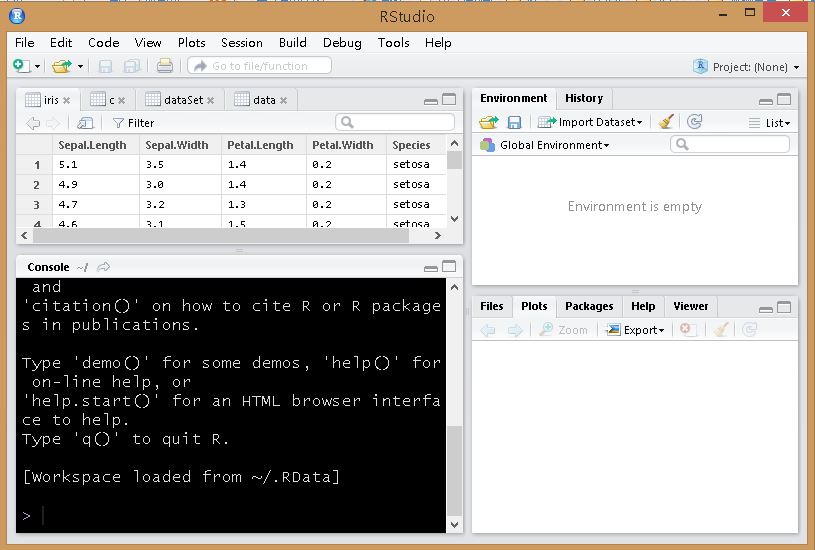 RStudio
File Edit Code View Plots Session Build Debug Tools Help
Go to file/function
Project: (None)
iris c dataSet data
Filter
Sepal.Length Sepal.Width Petal.Length Petal.Width Species
1 5.1 3.5 1.4 0.2 setosa
2 4.9 3.0 1.4 0.2 setosa
3 4.7 3.2 1.3 0.2 setosa
4 4.6 3.1 1.5 0.2 setosa
Console ~/
and
'citation()' on how to cite R or R package
s in publications.
Type 'demo()' for some demos, 'help()' for
on-line help, or
'help.start()' for an HTML browser interfa
ce to help.
Type 'q()' to quit R.
[Workspace loaded from ~/.RData]
>
Environment History
Import Dataset List
Global Environment
Environment is empty
Files Plots Packages Help Viewer
Zoom Export